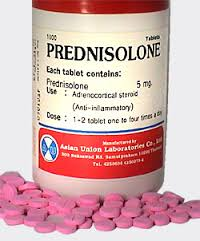 1000 Tablets
PREDNISOLONE
Each tablet contains:
Prednisolone 5 mg.
Use : Adrenocortical steroid
(Anti-inflammatory)
Dose : 1-2 tablet one to four times a day
Manufactured by
Asian Union Laboratories Co.,